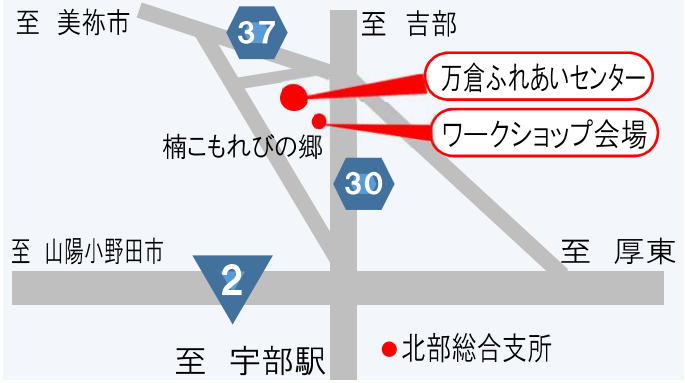 至 美祢市
37
至 吉部
万倉ふれあいセンター
ワークショップ会場
楠こもれびの郷
30
至 山陽小野田市
2
至 厚東
至 宇部駅
北部総合支所